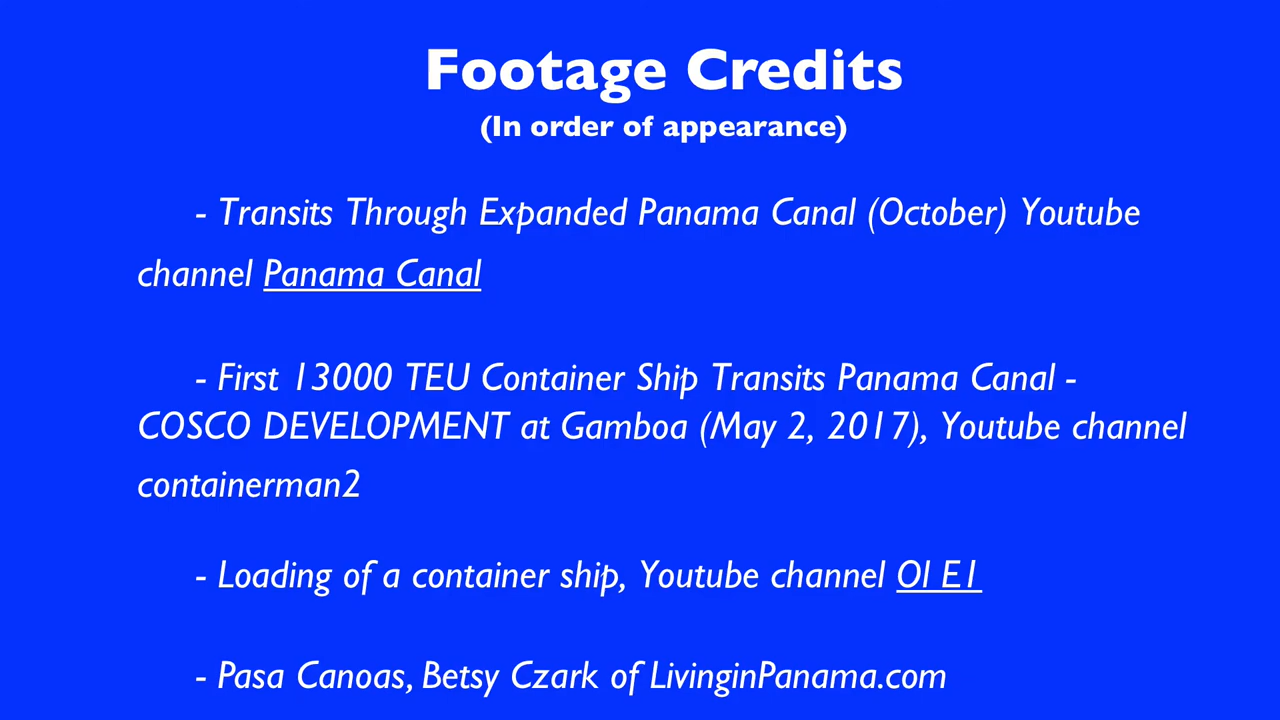 Footage Credits
(In order of appearance)
- Transits Through Expanded Panama Canal (October) Youtube
channel Panama Canal
- First 13000 TEU Container Ship Transits Panama Canal -
COSCO DEVELOPMENT at Gamboa (May 2, 2017), Youtube channel
containerman2
- Loading of a container ship, Youtube channel Ol E1
- Pasa Canoas, Betsy Czark of LivinginPanama.com